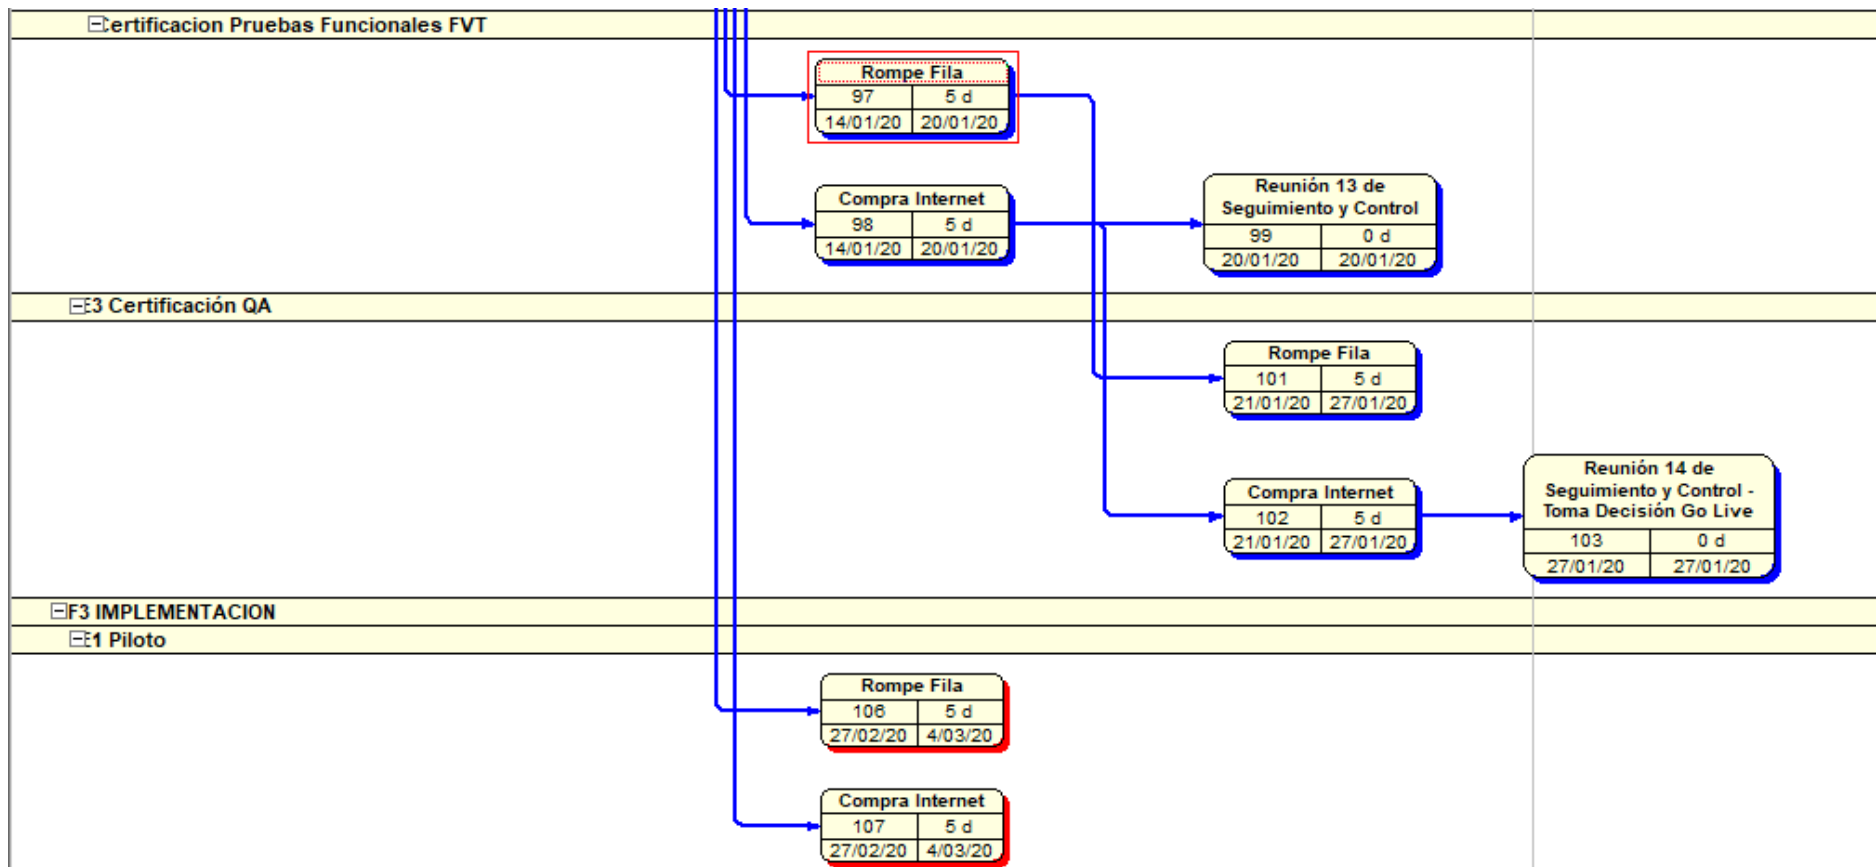 ertificacion Pruebas Funcionales FVT
Rompe Fila
97 5 d
14/01/20 20/01/20
Compra Internet
98 5 d
14/01/20 20/01/20
Reunión 13 de
Seguimiento y Control
99 0 d
20/01/20 20/01/20
E3 Certificación QA
Rompe Fila
101 5 d
21/01/20 27/01/20
Compra Internet
102 5 d
21/01/20 27/01/20
Reunión 14 de
Seguimiento y Control -
Toma Decisión Go Live
103 0 d
27/01/20 27/01/20
F3 IMPLEMENTACION
E1 Piloto
Rompe Fila
106 5 d
27/02/20 4/03/20
Compra Internet
107 5 d
27/02/20 4/03/20